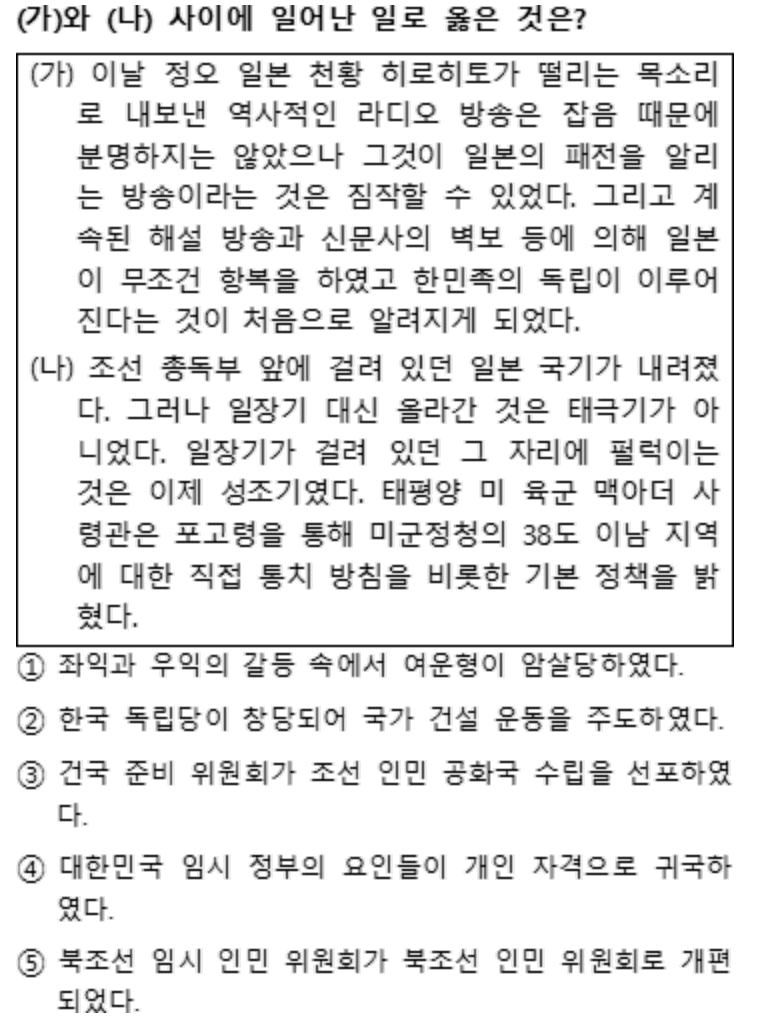 (가)와 (나) 사이에 일어난 일로 옳은 것은?
(가) 이날 정오 일본 천황 히로히토가 떨리는 목소리
로 내보낸 역사적인 라디오 방송은 잡음 때문에
분명하지는 않았으나 그것이 일본의 패전을 알리
는 방송이라는 것은 짐작할 수 있었다. 그리고 계
속된 해설 방송과 신문사의 벽보 등에 의해 일본
이 무조건 항복을 하였고 한민족의 독립이 이루어
진다는 것이 처음으로 알려지게 되었다.
(나) 조선 총독부 앞에 걸려 있던 일본 국기가 내려졌
다. 그러나 일장기 대신 올라간 것은 태극기가 아
니었다. 일장기가 걸려 있던 그 자리에 펄럭이는
것은 이제 성조기였다. 태평양 미 육군 맥아더 사
령관은 포고령을 통해 미군정청의 38도 이남 지역
에 대한 직접 통치 방침을 비롯한 기본 정책을 밝
혔다.
① 좌익과 우익의 갈등 속에서 여운형이 암살당하였다.
② 한국 독립당이 창당되어 국가 건설 운동을 주도하였다.
③ 건국 준비 위원회가 조선 인민 공화국 수립을 선포하였
다.
④ 대한민국 임시 정부의 요인들이 개인 자격으로 귀국하
였다.
⑤ 북조선 임시 인민 위원회가 북조선 인민 위원회로 개편
되었다.